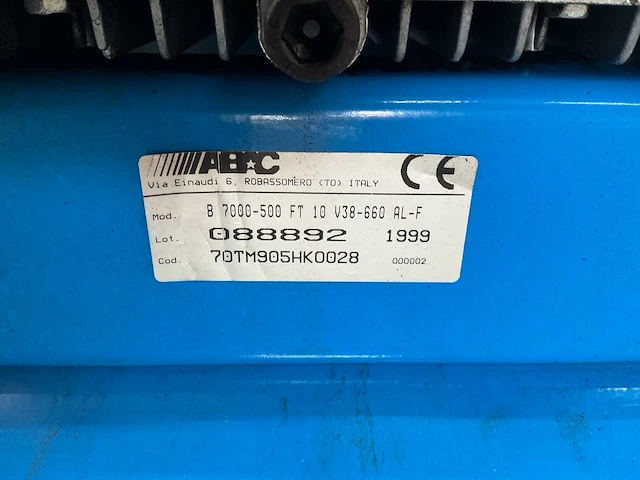 ABAC
Via Einaudi 6, ROBASSOMERO (TO) ITALY
CE
Mod. B 7000-500 FT 10 V38-660 AL-F
Lot. 088892 1999
Cod. 70TM905HK0028 000002